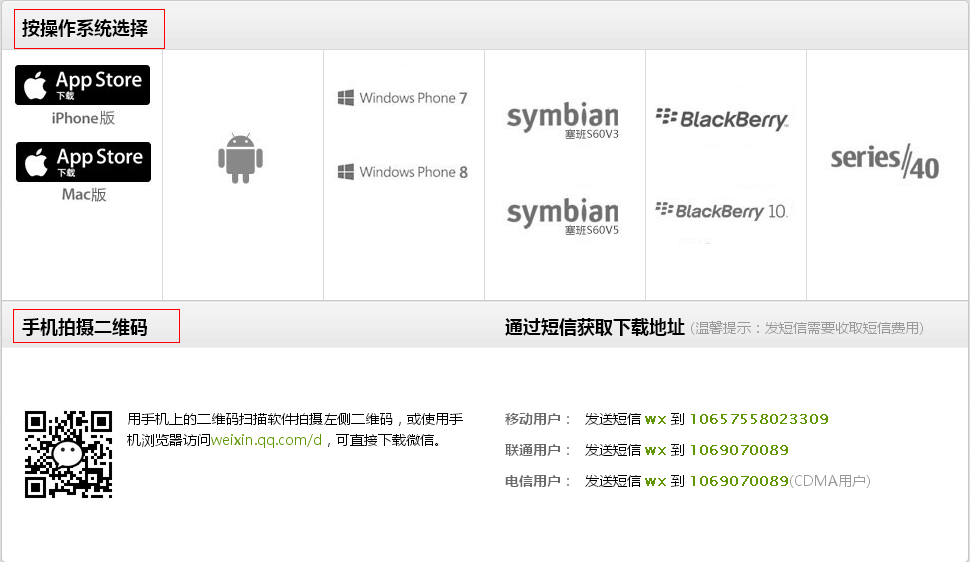 按操作系统选择
App Store
下载
iPhone版
App Store
下载
Mac版
Windows Phone 7
Windows Phone 8
symbian
塞班S60V3
symbian
塞班S60V5
BlackBerry
BlackBerry 10
series/40
手机拍摄二维码
通过短信获取下载地址 (温馨提示：发短信需要收取短信费用)
用手机上的二维码扫描软件拍摄左侧二维码，或使用手
机浏览器访问weixin.qq.com/d，可直接下载微信。
移动用户： 发送短信 wx 到 10657558023309
联通用户： 发送短信 wx 到 1069070089
电信用户： 发送短信 wx 到 1069070089(CDMA用户)